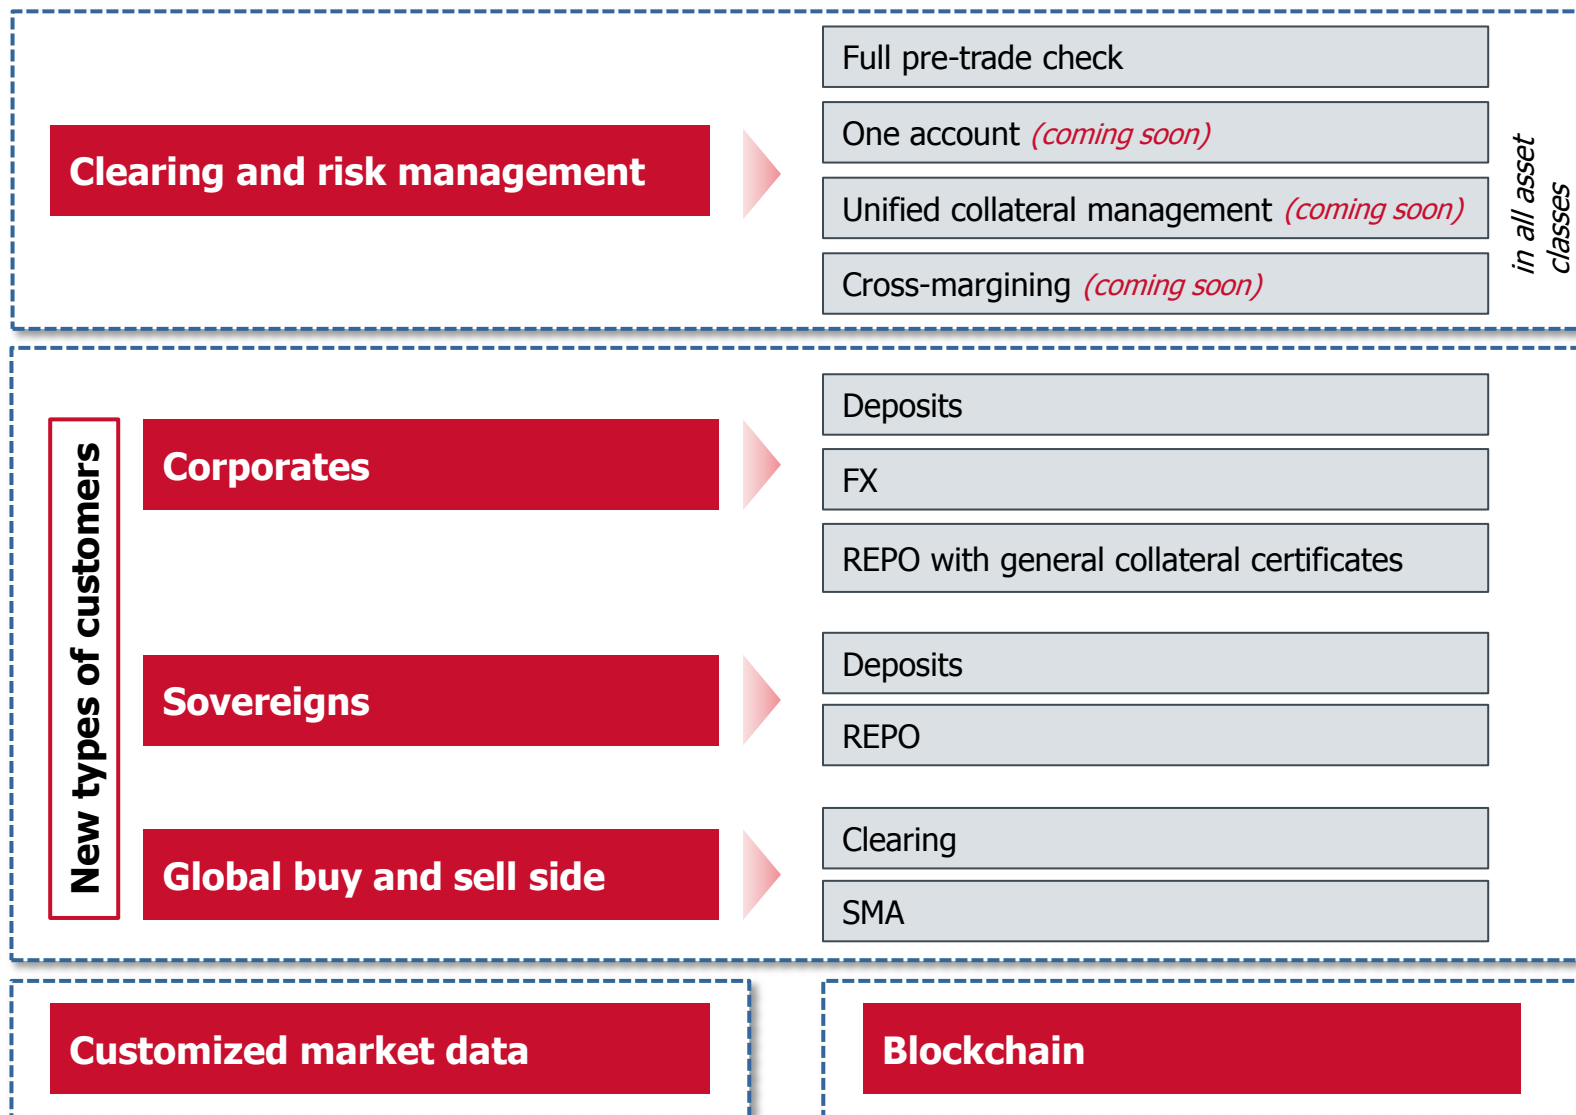 Full pre-trade check
Clearing and risk management
One account (coming soon)
Unified collateral management (coming soon)
Cross-margining (coming soon)
in all asset
classes
New types of customers
Corporates
Deposits
FX
REPO with general collateral certificates
Sovereigns
Deposits
REPO
Global buy and sell side
Clearing
SMA
Customized market data
Blockchain